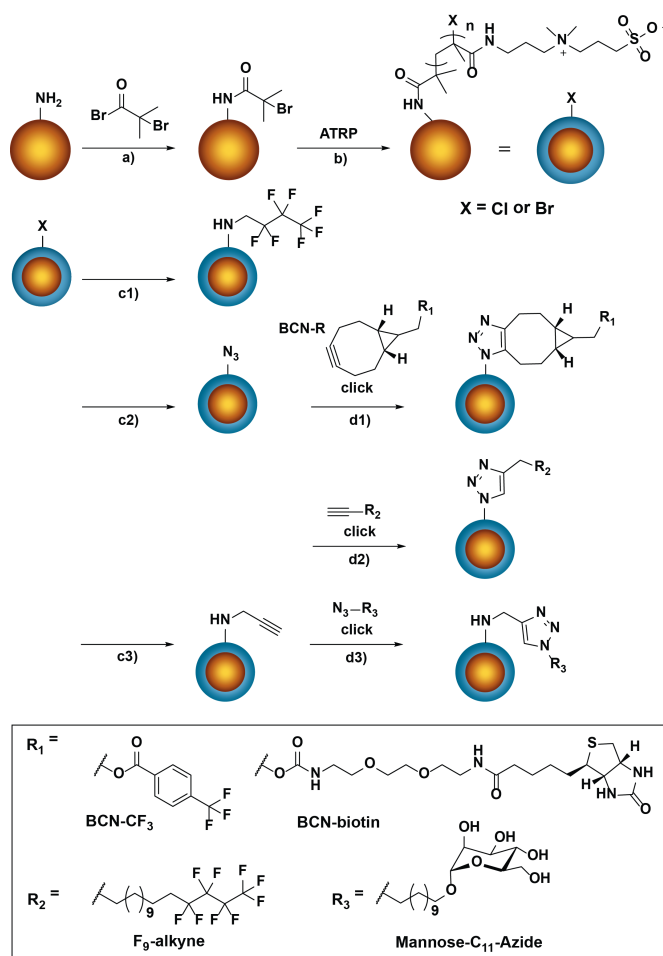 NH2
Br
O
Br
a)
O
HN
Br
ATRP
b)
X
n
H
N
O
O
HN
N
+
O
S
O
O
-
=
X
X = Cl or Br
X
c1)
HN
F F F F
F F F
N3
c2)
BCN-R
H
R1
H
click
d1)
N
N
N
H
R1
H
R2
click
d2)
N
N
N
R2
HN
c3)
N3–R3
click
d3)
HN
N
N
N
R3
R1 =
O
O
F
F
F
BCN-CF3
O
O
N
H
O
O
H
N
O
S
H
H
NH
HN
O
BCN-biotin
R2 =
9
F F F F F
F F F F
F9-alkyne
R3 =
9
O
O
OH
HO
OH
OH
Mannose-C11-Azide